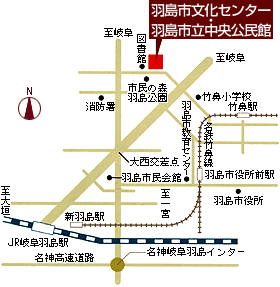 羽島市文化センター
・
羽島市立中央公民館
至岐阜
図書館
至岐阜
市民の森
羽島公園
消防署
竹鼻小学校
竹鼻駅
N
羽島市教育センター
名鉄竹鼻線
大西交差点
羽島市民会館
羽島市役所前駅
至大垣
至一宮
羽島市役所
新羽島駅
JR岐阜羽島駅
名神高速道路
名神岐阜羽島インター